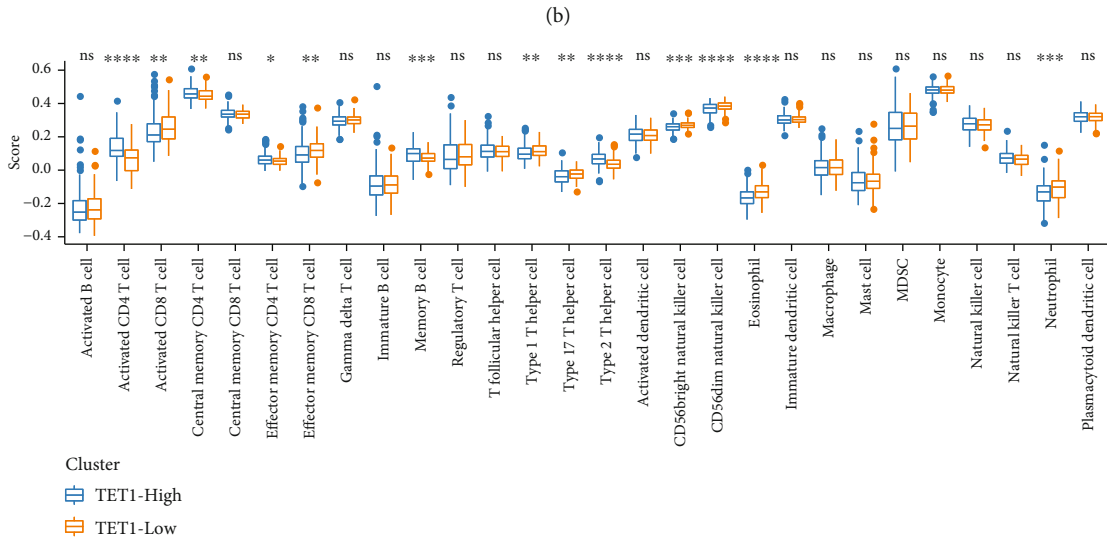 (b)
ns **** ** ** ns * ** ns ns *** ns ns ** ** **** ns *** **** **** ns ns ns ns ns ns ns *** ns
0.6
0.4
0.2
0.0
−0.2
−0.4
Score
Activated B cell
Activated CD4 T cell
Activated CD8 T cell
Central memory CD4 T cell
Central memory CD8 T cell
Effector memory CD4 T cell
Effector memory CD8 T cell
Gamma delta T cell
Immature B cell
Memory B cell
Regulatory T cell
T follicular helper cell
Type 1 T helper cell
Type 17 T helper cell
Type 2 T helper cell
Activated dendritic cell
CD56bright natural killer cell
CD56dim natural killer cell
Eosinophil
Immature dendritic cell
Macrophage
Mast cell
MDSC
Monocyte
Natural killer cell
Natural killer T cell
Neutrophil
Plasmacytoid dendritic cell
Cluster
TET1-High
TET1-Low